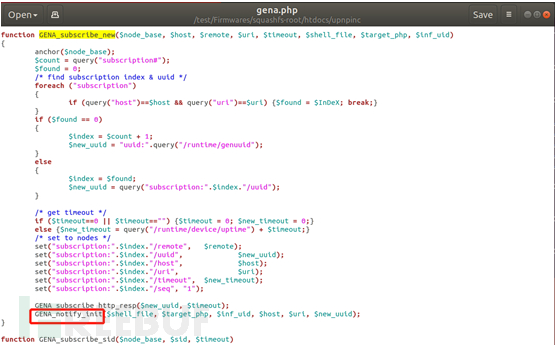 Open
gena.php
/test/Firmwares/squashfs-root/htdocs/upnpinc
Save
function GENA_subscribe_new($node_base, $host, $remote, $uri, $timeout, $shell_file, $target_php, $inf_uid)
{
anchor($node_base);
$count = query("subscription#");
$found = 0;
/* find subscription index & uuid */
foreach ("subscription")
{
if (query("host")==$host && query("uri")==$uri) {$found = $InDeX; break;}
}
if ($found == 0)
{
$index = $count + 1;
$new_uuid = "uuid:".query("/runtime/genuuid");
}
else
{
$index = $found;
$new_uuid = query("subscription:".$index."/uuid");
}
/* get timeout */
if ($timeout==0 || $timeout=="") {$timeout = 0; $new_timeout = 0;}
else {$new_timeout = query("/runtime/device/uptime") + $timeout;}
/* set to nodes */
set("subscription:".$index."/remote", $remote);
set("subscription:".$index."/uuid", $new_uuid);
set("subscription:".$index."/host", $host);
set("subscription:".$index."/uri", $uri);
set("subscription:".$index."/timeout", $new_timeout);
set("subscription:".$index."/seq", "1");
GENA_subscribe_http_resp($new_uuid, $timeout);
GENA_notify_init($shell_file, $target_php, $inf_uid, $host, $uri, $new_uuid);
}
function GENA_subscribe_sid($node_base, $sid, $timeout)